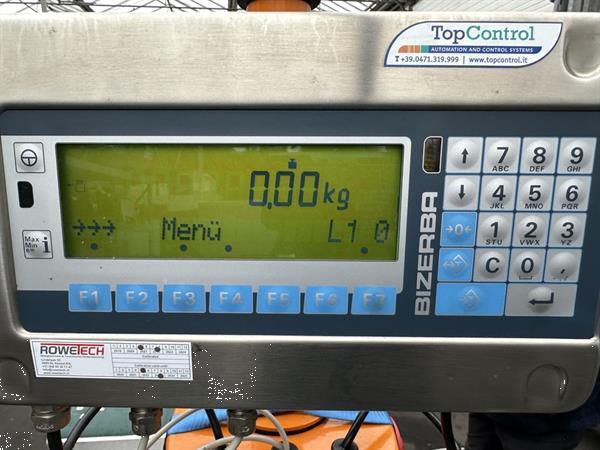 TopControl
AUTOMATION AND CONTROL SYSTEMS
T +39.0471.319.999 | www.topcontrol.it
0,00 kg
→→→ Menü L1 0
Max
Min
e=
i
BIZERBA
↑ 7 ABC 8 DEF 9 GHI
↓ 4 JKL 5 MNO 6 PQR
→0← 1 STU 2 VWX 3 YZ
→T← C 0 ,
F1 F2 F3 F4 F5 F6 F7
ROWETECH